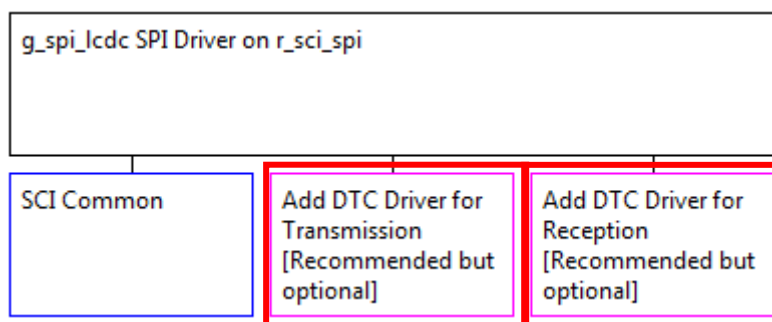 g_spi_lcdc SPI Driver on r_sci_spi
SCI Common
Add DTC Driver for
Transmission
[Recommended but
optional]
Add DTC Driver for
Reception
[Recommended but
optional]